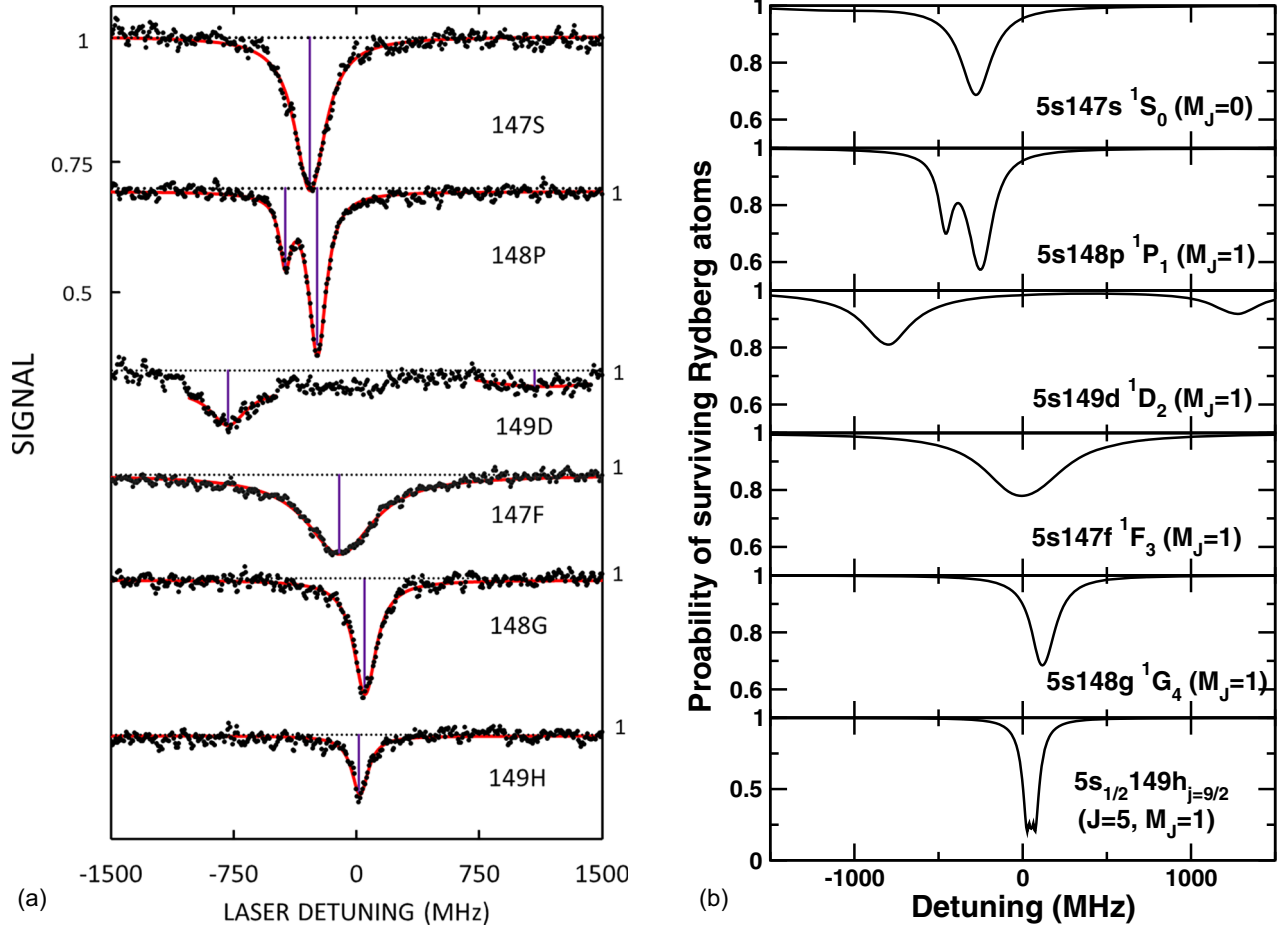 1
147S
0.75
1
148P
0.5
1
149D
1
147F
1
148G
1
149H
SIGNAL
-1500 -750 0 750 1500
LASER DETUNING (MHz)
(a)
1
0.8
0.6
5s147s ¹S₀ (M_J=0)
1
0.8
0.6
5s148p ¹P₁ (M_J=1)
1
0.8
0.6
5s149d ¹D₂ (M_J=1)
1
0.8
0.6
5s147f ¹F₃ (M_J=1)
1
0.8
0.6
5s148g ¹G₄ (M_J=1)
1
0.5
0
5s_1/2 149h_j=9/2
(J=5, M_J=1)
Proability of surviving Rydberg atoms
-1000 0 1000
Detuning (MHz)
(b)